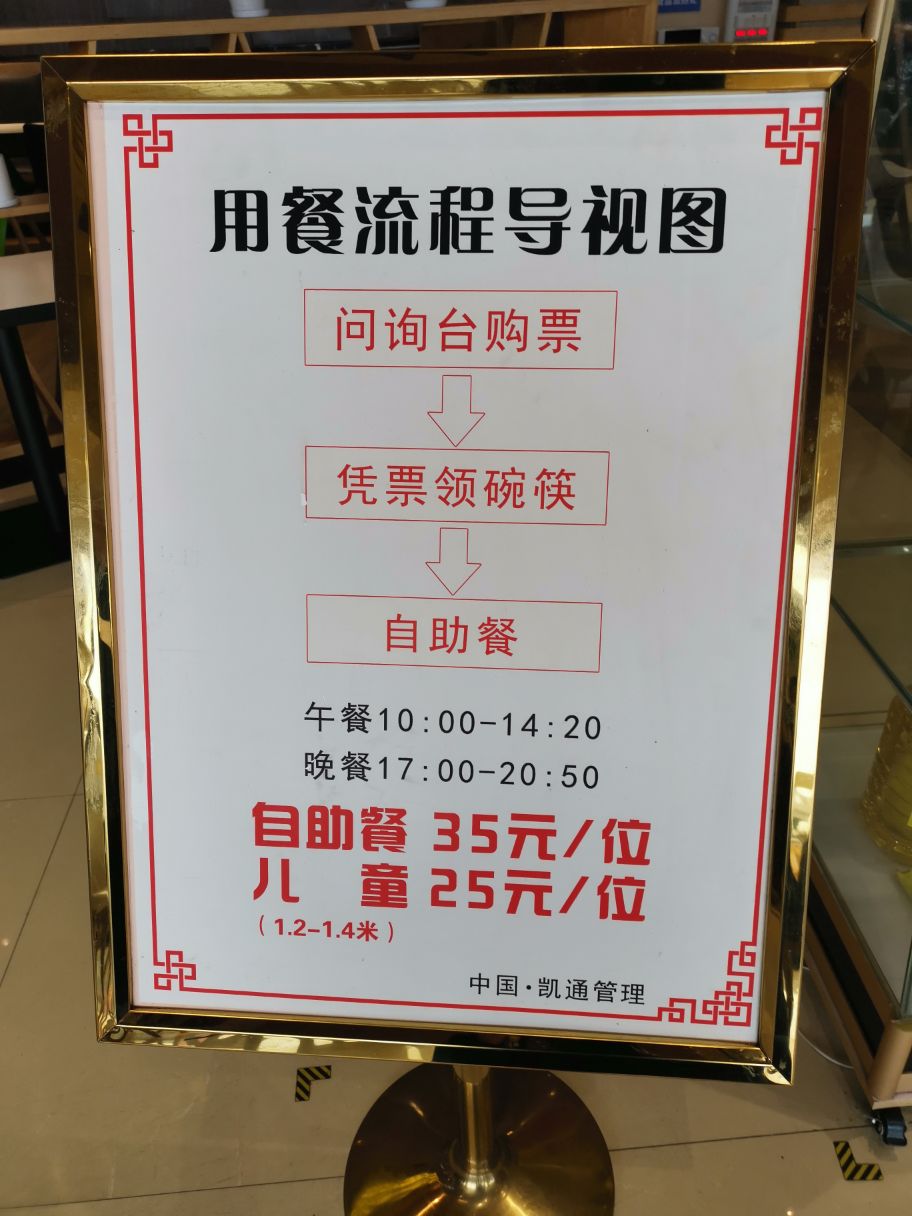 用餐流程导视图
问询台购票
凭票领碗筷
自助餐
午餐10:00-14:20
晚餐17:00-20:50
自助餐 35元/位
儿 童 25元/位
（1.2-1.4米）
中国·凯通管理